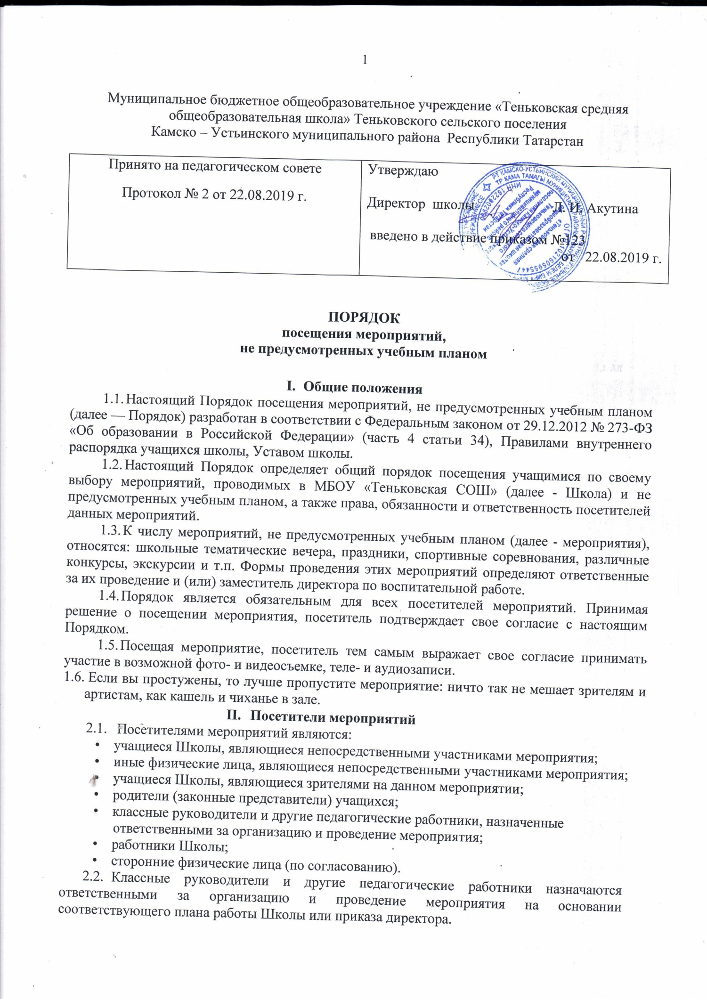 1
Муниципальное бюджетное общеобразовательное учреждение «Теньковская средняя
общеобразовательная школа» Теньковского сельского поселения
Камско – Устьинского муниципального района Республики Татарстан
Принято на педагогическом совете
Протокол № 2 от 22.08.2019 г.
Утверждаю
Директор школы Л. И. Акутина
введено в действие приказом №123
от 22.08.2019 г.
ПОРЯДОК
посещения мероприятий,
не предусмотренных учебным планом
I. Общие положения
1.1. Настоящий Порядок посещения мероприятий, не предусмотренных учебным планом
(далее — Порядок) разработан в соответствии с Федеральным законом от 29.12.2012 № 273-ФЗ
«Об образовании в Российской Федерации» (часть 4 статьи 34), Правилами внутреннего
распорядка учащихся школы, Уставом школы.
1.2. Настоящий Порядок определяет общий порядок посещения учащимися по своему
выбору мероприятий, проводимых в МБОУ «Теньковская СОШ» (далее - Школа) и не
предусмотренных учебным планом, а также права, обязанности и ответственность посетителей
данных мероприятий.
1.3. К числу мероприятий, не предусмотренных учебным планом (далее - мероприятия),
относятся: школьные тематические вечера, праздники, спортивные соревнования, различные
конкурсы, экскурсии и т.п. Формы проведения этих мероприятий определяют ответственные
за их проведение и (или) заместитель директора по воспитательной работе.
1.4. Порядок является обязательным для всех посетителей мероприятий. Принимая
решение о посещении мероприятия, посетитель подтверждает свое согласие с настоящим
Порядком.
1.5. Посещая мероприятие, посетитель тем самым выражает свое согласие принимать
участие в возможной фото- и видеосъемке, теле- и аудиозаписи.
1.6. Если вы простужены, то лучше пропустите мероприятие: ничто так не мешает зрителям и
артистам, как кашель и чиханье в зале.
II. Посетители мероприятий
2.1. Посетителями мероприятий являются:
• учащиеся Школы, являющиеся непосредственными участниками мероприятия;
• иные физические лица, являющиеся непосредственными участниками мероприятия;
• учащиеся Школы, являющиеся зрителями на данном мероприятии;
• родители (законные представители) учащихся;
• классные руководители и другие педагогические работники, назначенные
ответственными за организацию и проведение мероприятия;
• работники Школы;
• сторонние физические лица (по согласованию).
2.2. Классные руководители и другие педагогические работники назначаются
ответственными за организацию и проведение мероприятия на основании
соответствующего плана работы Школы или приказа директора.